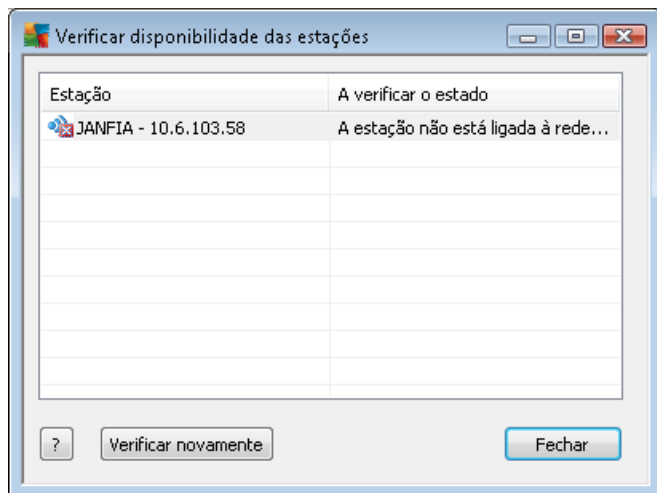 Verificar disponibilidade das estações
Estação A verificar o estado
JANFIA - 10.6.103.58 A estação não está ligada à rede...
? Verificar novamente Fechar